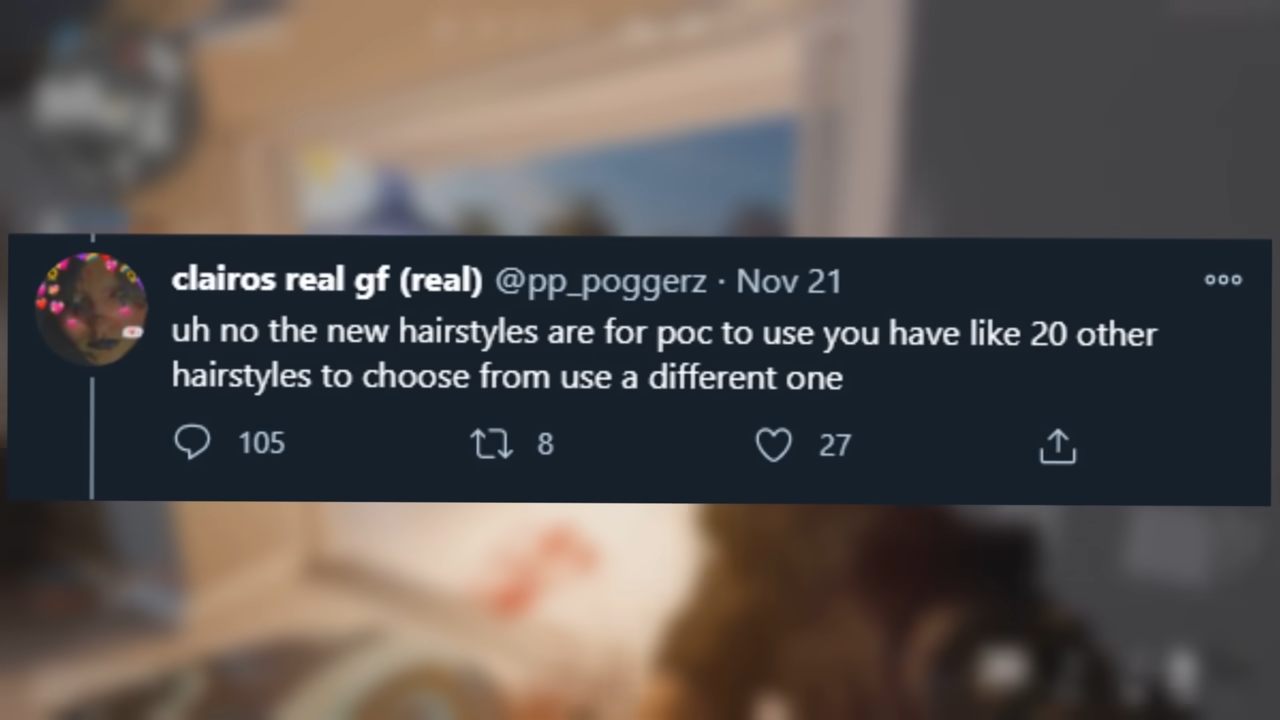 clairos real gf (real) @pp_poggerz · Nov 21
uh no the new hairstyles are for poc to use you have like 20 other
hairstyles to choose from use a different one
105 8 27